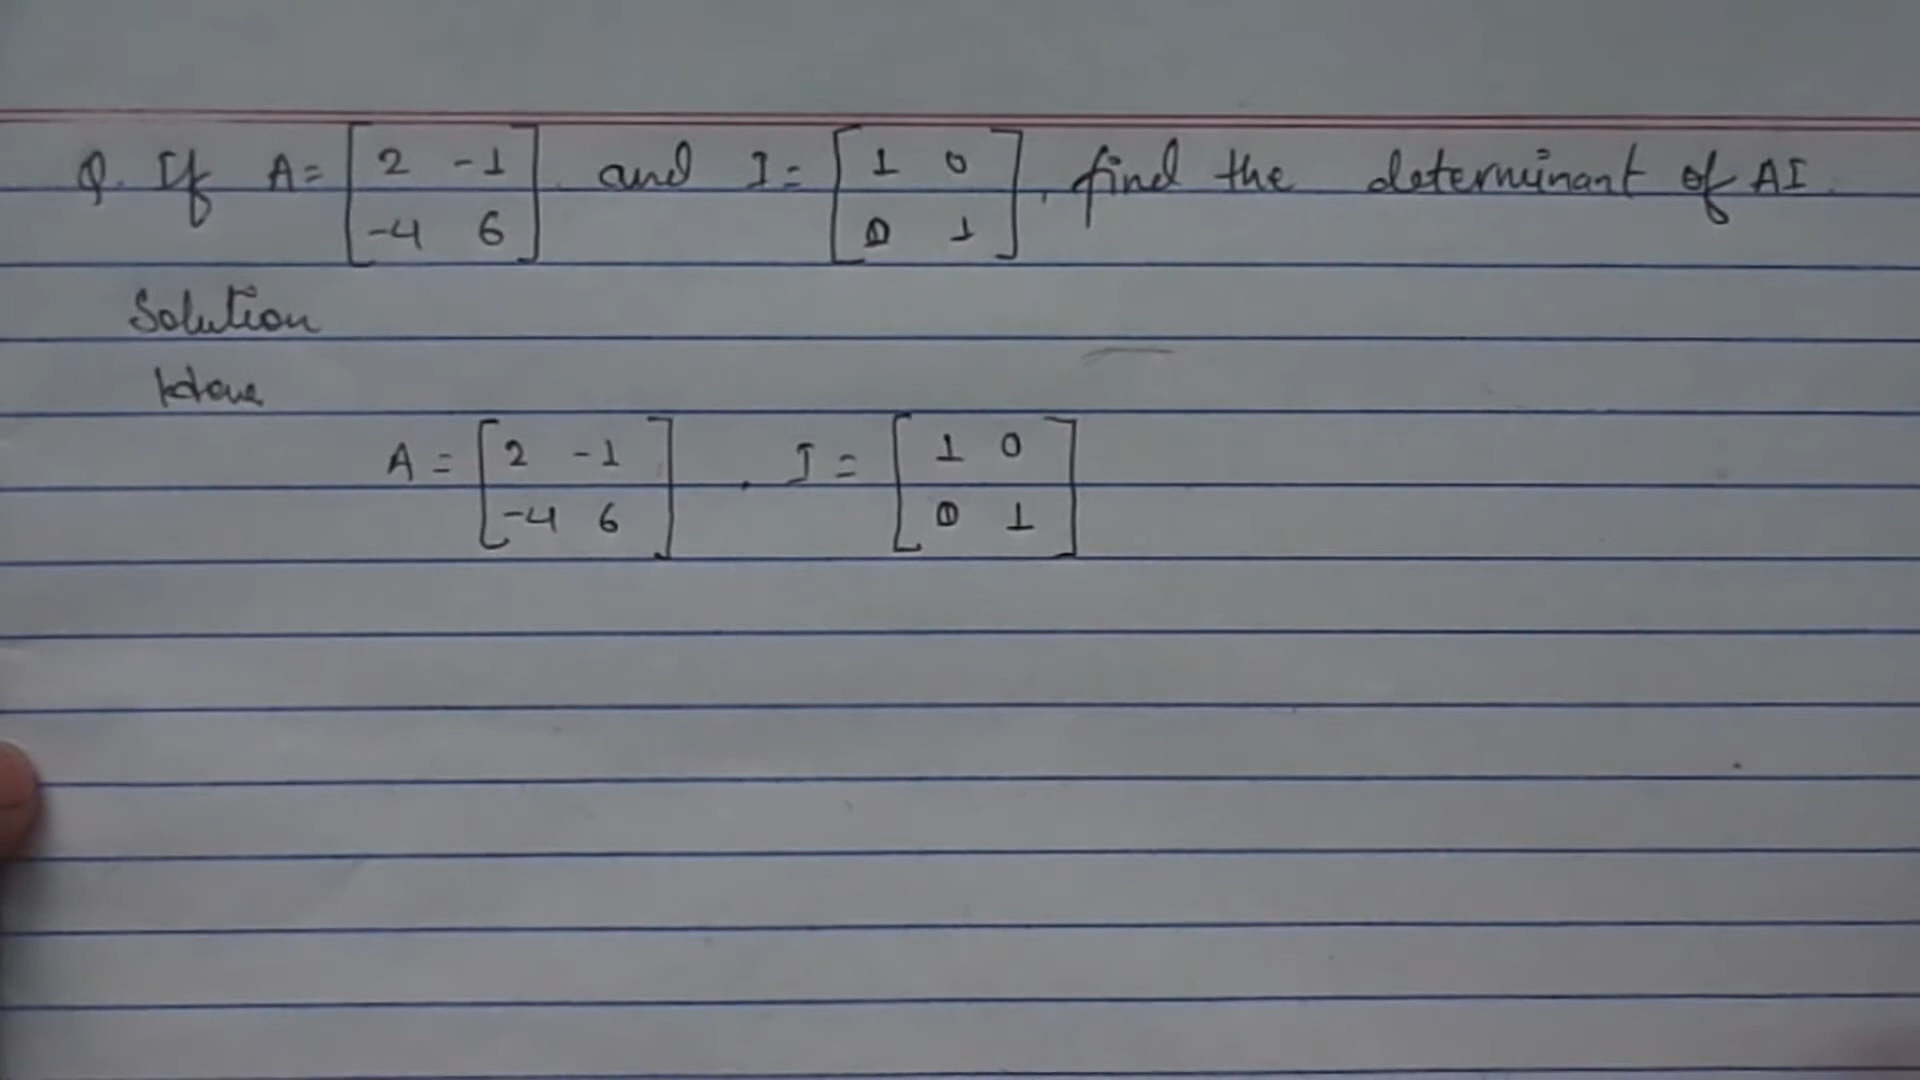 Q. If A = [ 2 -1 ] and I = [ 1 0 ], find the determinant of AI.
[ -4 6 ] [ 0 1 ]
Solution
Here
A = [ 2 -1 ] , I = [ 1 0 ]
[ -4 6 ] [ 0 1 ]